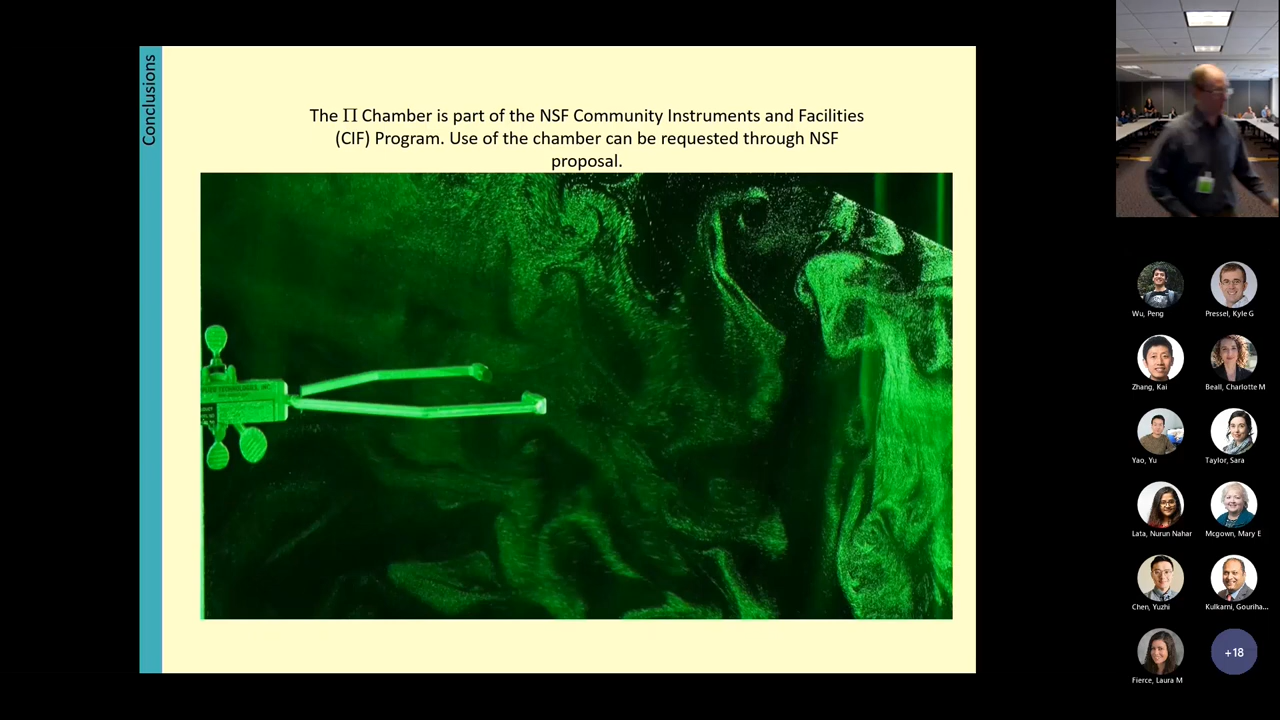 Conclusions
The Π Chamber is part of the NSF Community Instruments and Facilities
(CIF) Program. Use of the chamber can be requested through NSF
proposal.
Wu, Peng
Pressel, Kyle G
Zhang, Kai
Beall, Charlotte M
Yao, Yu
Taylor, Sara
Lata, Nurun Nahar
Mcgown, Mary E
Chen, Yuzhi
Kulkarni, Gouriha...
Fierce, Laura M
+18